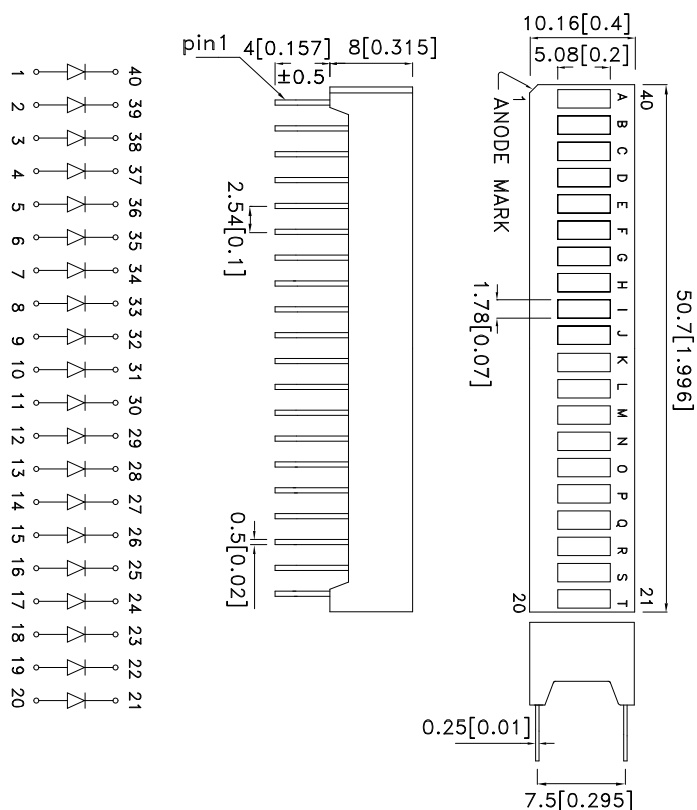 pin1
4[0.157]
±0.5
8[0.315]
10.16[0.4]
5.08[0.2]
1 40
2 39
3 38
4 37
5 36
6 35
7 34
8 33
9 32
10 31
11 30
12 29
13 28
14 27
15 26
16 25
17 24
18 23
19 22
20 21
2.54[0.1]
0.5[0.02]
1
40
ANODE MARK
A
B
C
D
E
F
G
H
I
J
K
L
M
N
O
P
Q
R
S
T
1.78[0.07]
50.7[1.996]
20
21
0.25[0.01]
7.5[0.295]